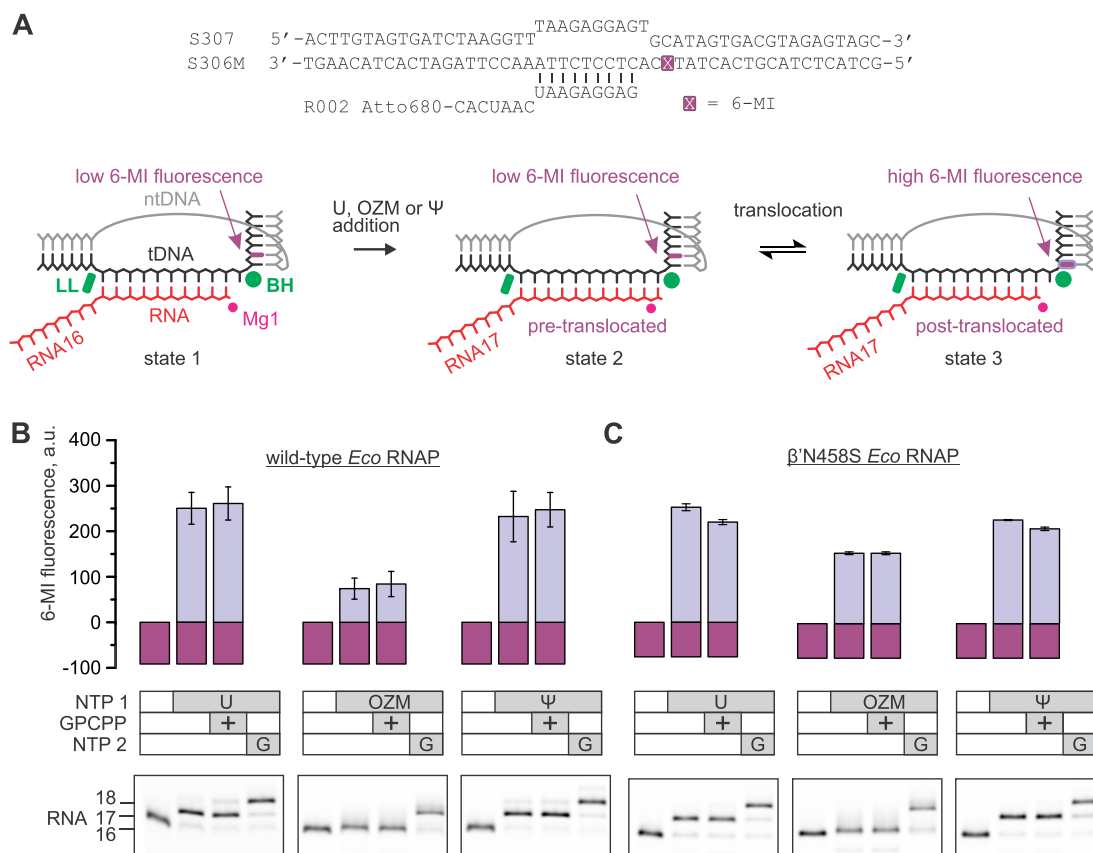 A
TAAGAGGAGT
S307 5′-ACTTGTAGTGATCTAAGGTT GCATAGTGACGTAGAGTAGC-3′
S306M 3′-TGAACATCACTAGATTCCAAATTCTCCTCACXTATCACTGCATCTCATCG-5′
UAAGAGGAG
R002 Atto680-CACUAAC
X = 6-MI
low 6-MI fluorescence
low 6-MI fluorescence
high 6-MI fluorescence
ntDNA
U, OZM or Ψ
addition
translocation
tDNA
LL
BH
RNA
Mg1
pre-translocated
post-translocated
RNA16
RNA17
RNA17
state 1
state 2
state 3
B
C
wild-type Eco RNAP
β′N458S Eco RNAP
6-MI fluorescence, a.u.
400
300
200
100
0
-100
NTP 1 U OZM Ψ U OZM Ψ
GPCPP + + + + + +
NTP 2 G G G G G G
RNA
18
17
16